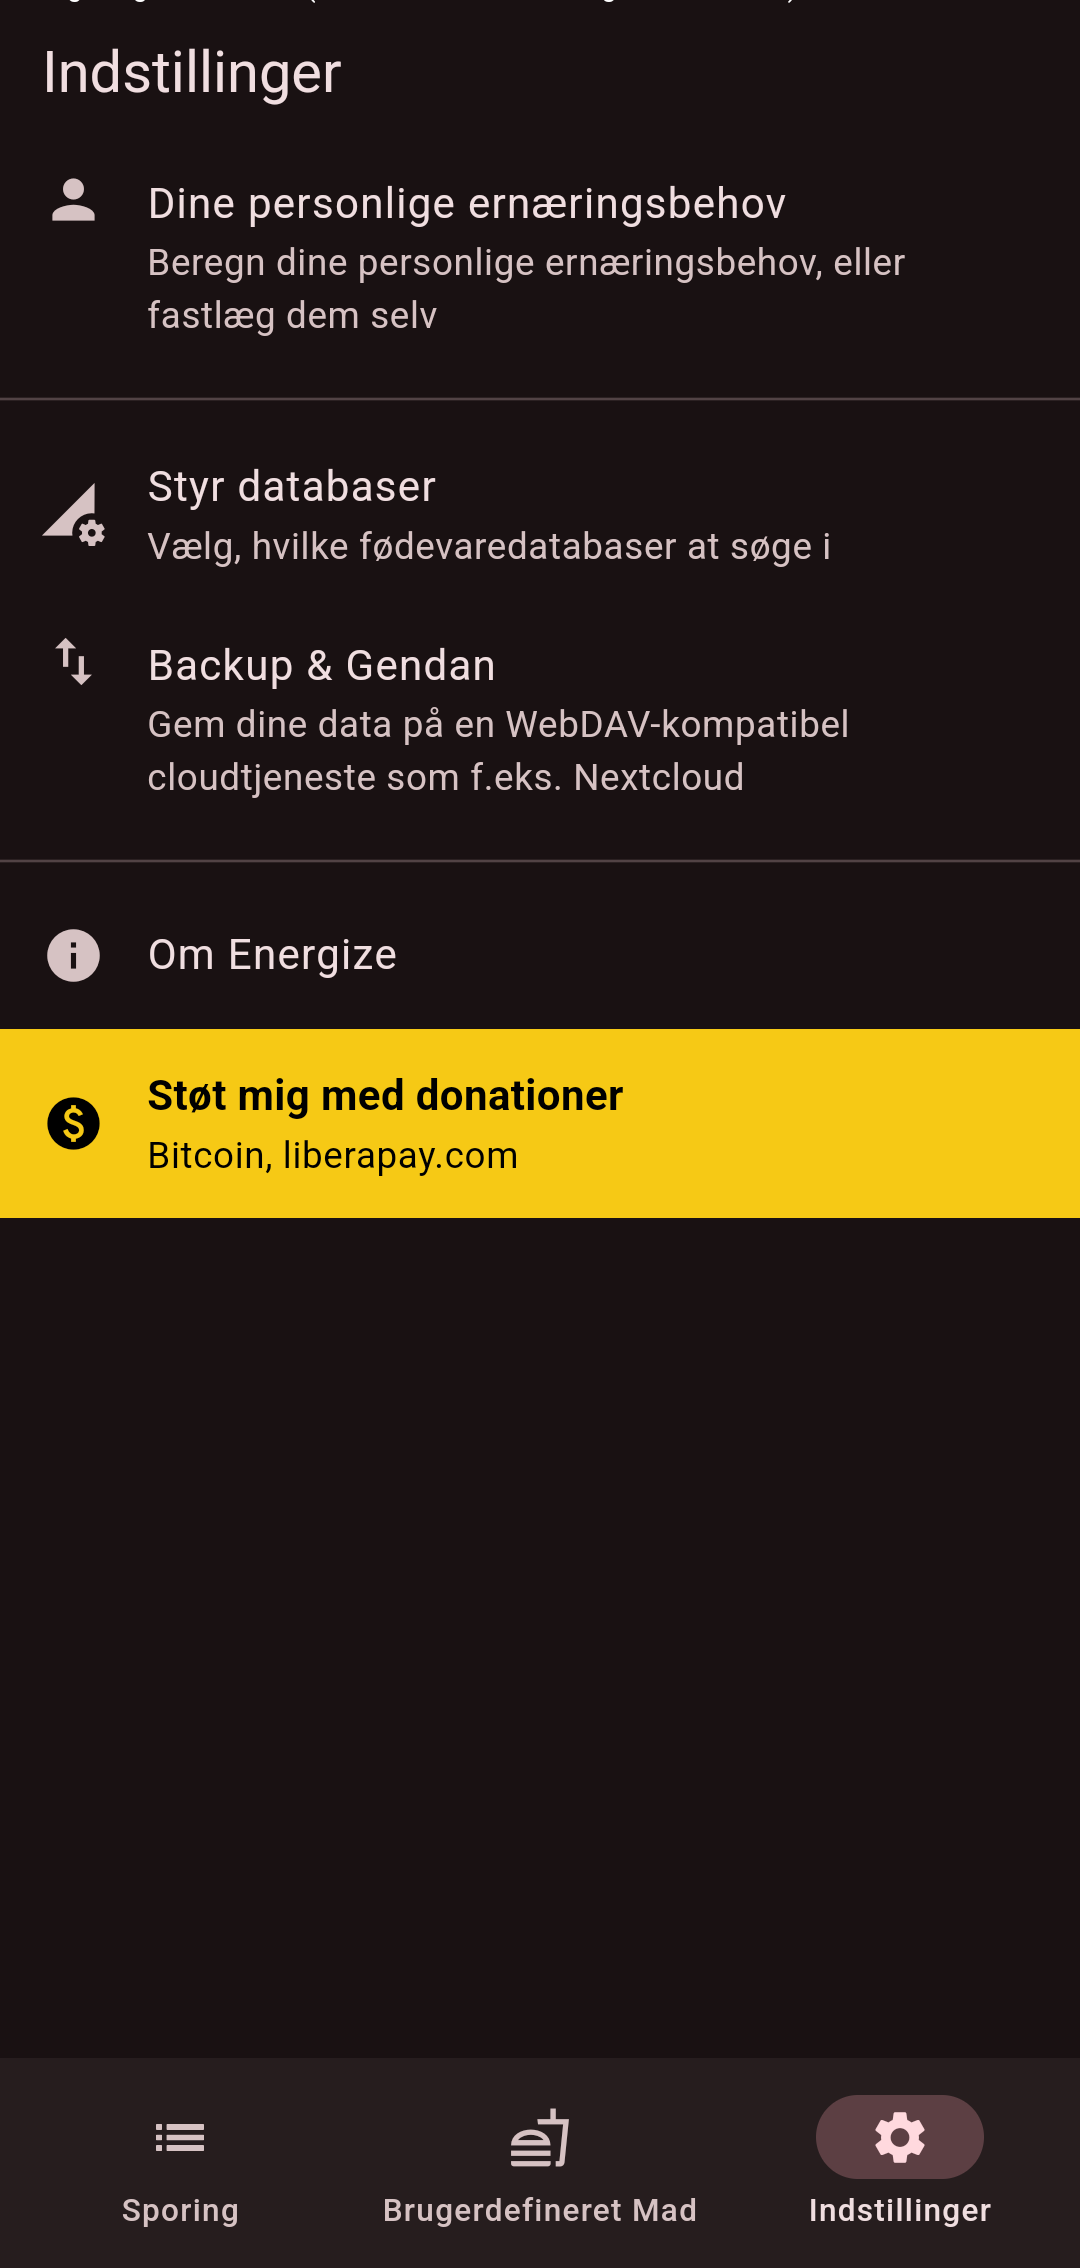 Indstillinger
Dine personlige ernæringsbehov
Beregn dine personlige ernæringsbehov, eller
fastlæg dem selv
Styr databaser
Vælg, hvilke fødevaredatabaser at søge i
Backup & Gendan
Gem dine data på en WebDAV-kompatibel
cloudtjeneste som f.eks. Nextcloud
Om Energize
Støt mig med donationer
Bitcoin, liberapay.com
Sporing
Brugerdefineret Mad
Indstillinger